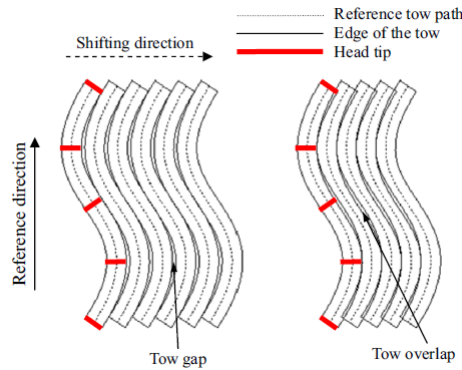 Reference tow path
Shifting direction
Edge of the tow
Head tip
Reference direction
Tow gap
Tow overlap